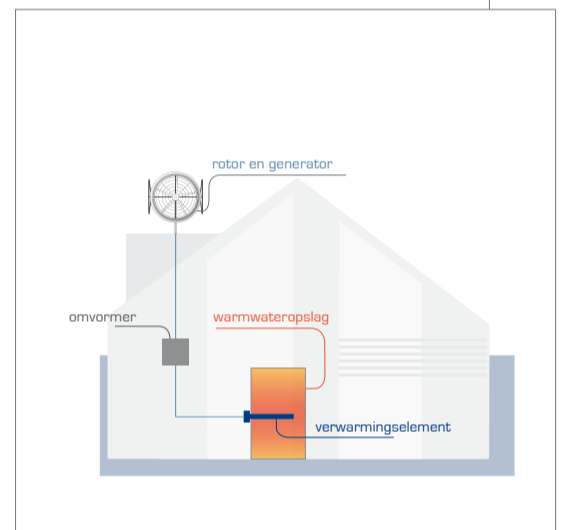 rotor en generator
omvormer
warmwateropslag
verwarmingselement